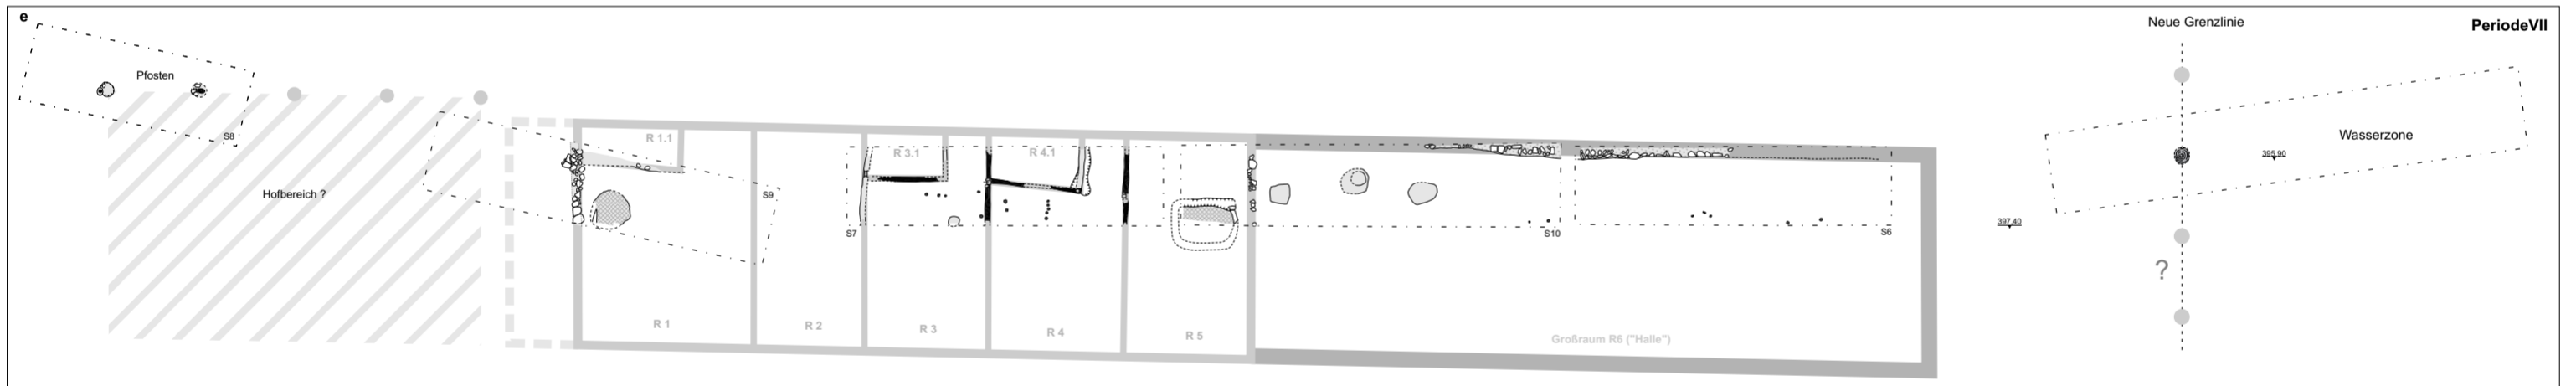 e
Neue Grenzlinie
PeriodeVII
Pfosten
S8
Hofbereich ?
R 1.1
S9
R 3.1
R 4.1
Wasserzone
395,90
397,40
?
S7
S10
S6
R 1
R 2
R 3
R 4
R 5
Großraum R6 ("Halle")